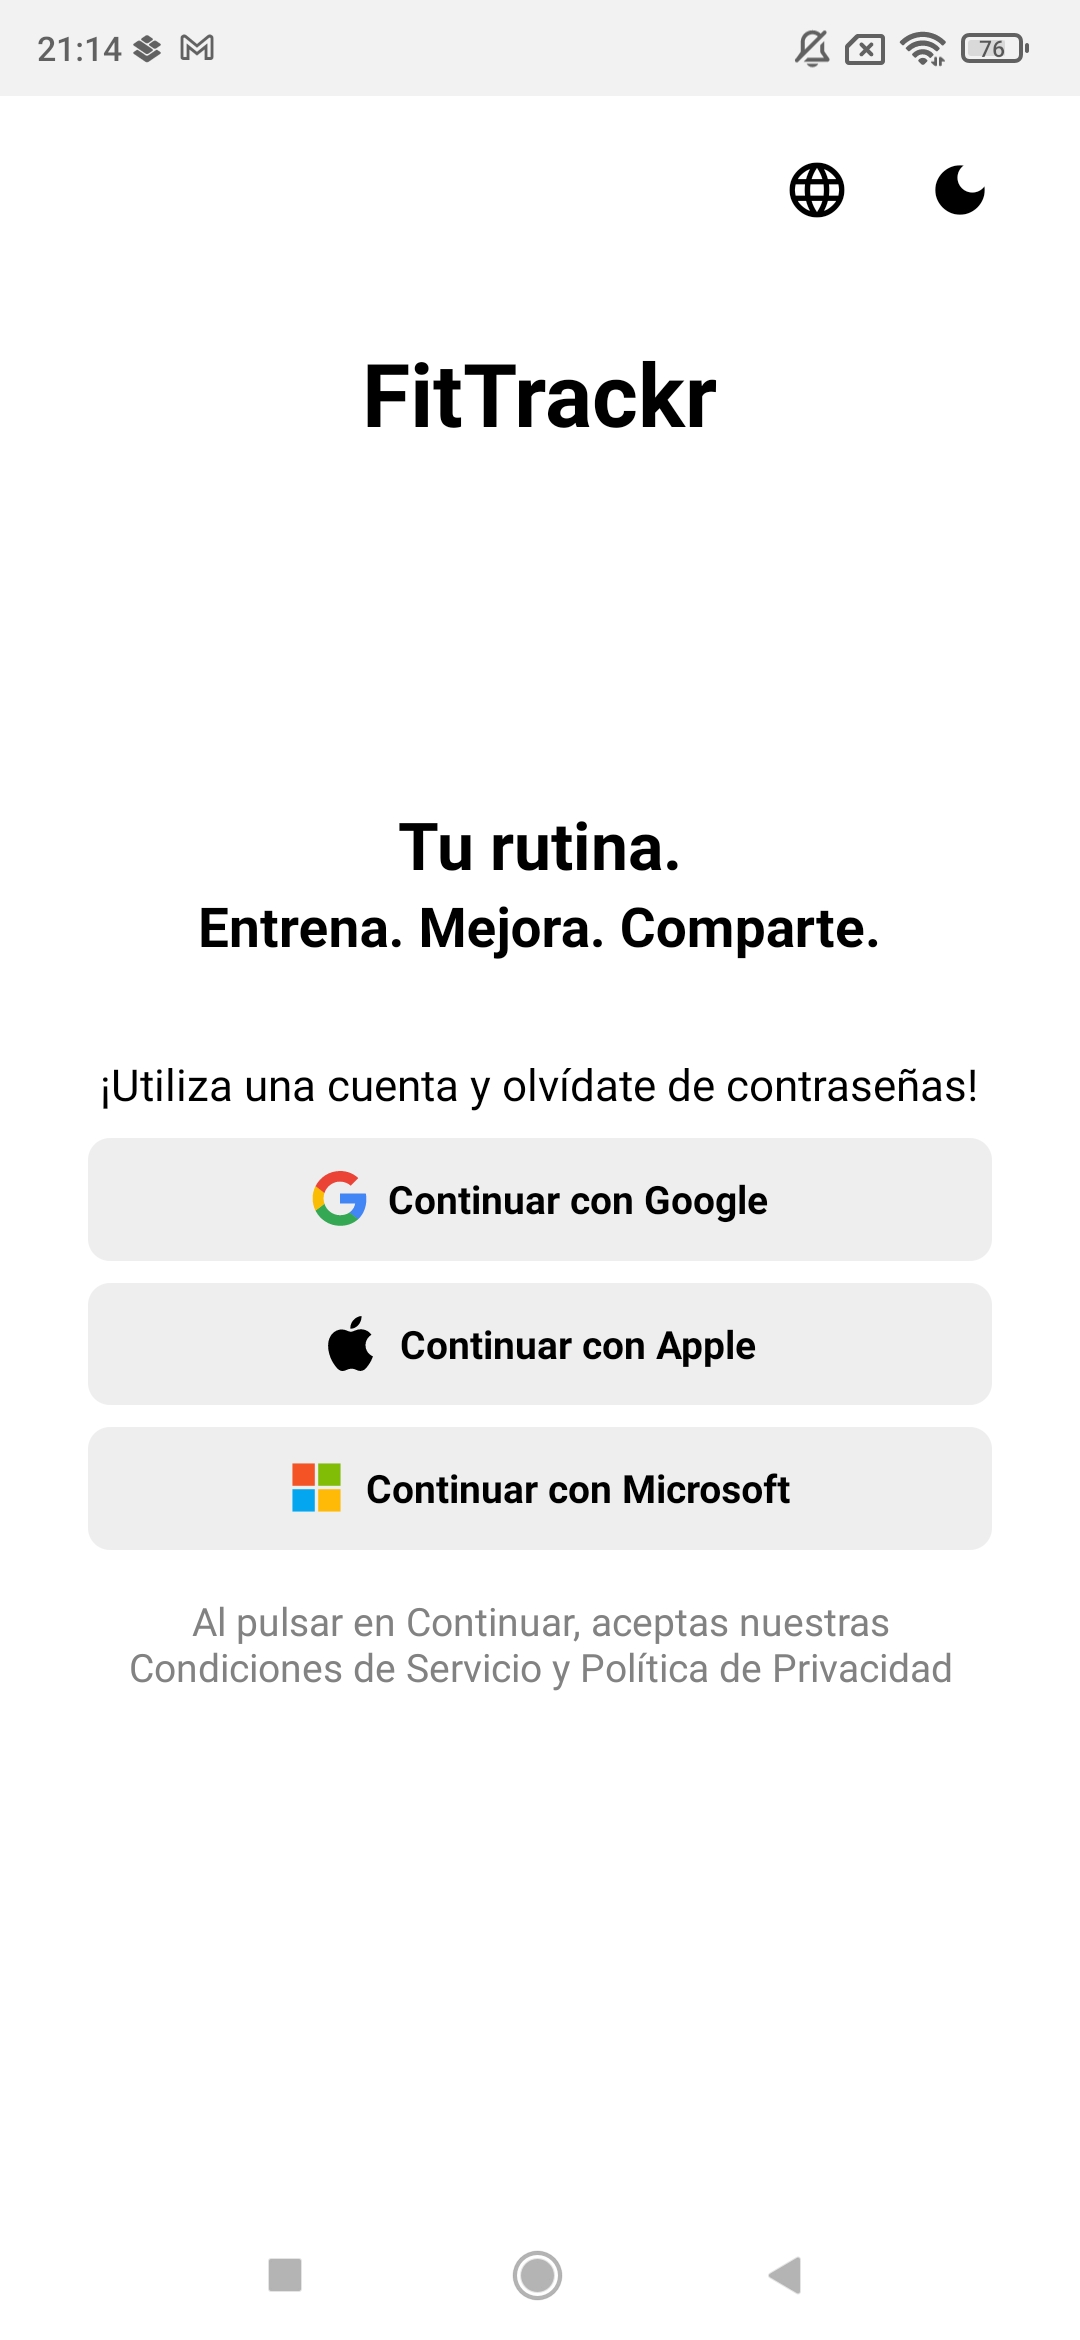 21:14
76
FitTrackr
Tu rutina.
Entrena. Mejora. Comparte.
¡Utiliza una cuenta y olvídate de contraseñas!
Continuar con Google
Continuar con Apple
Continuar con Microsoft
Al pulsar en Continuar, aceptas nuestras
Condiciones de Servicio y Política de Privacidad